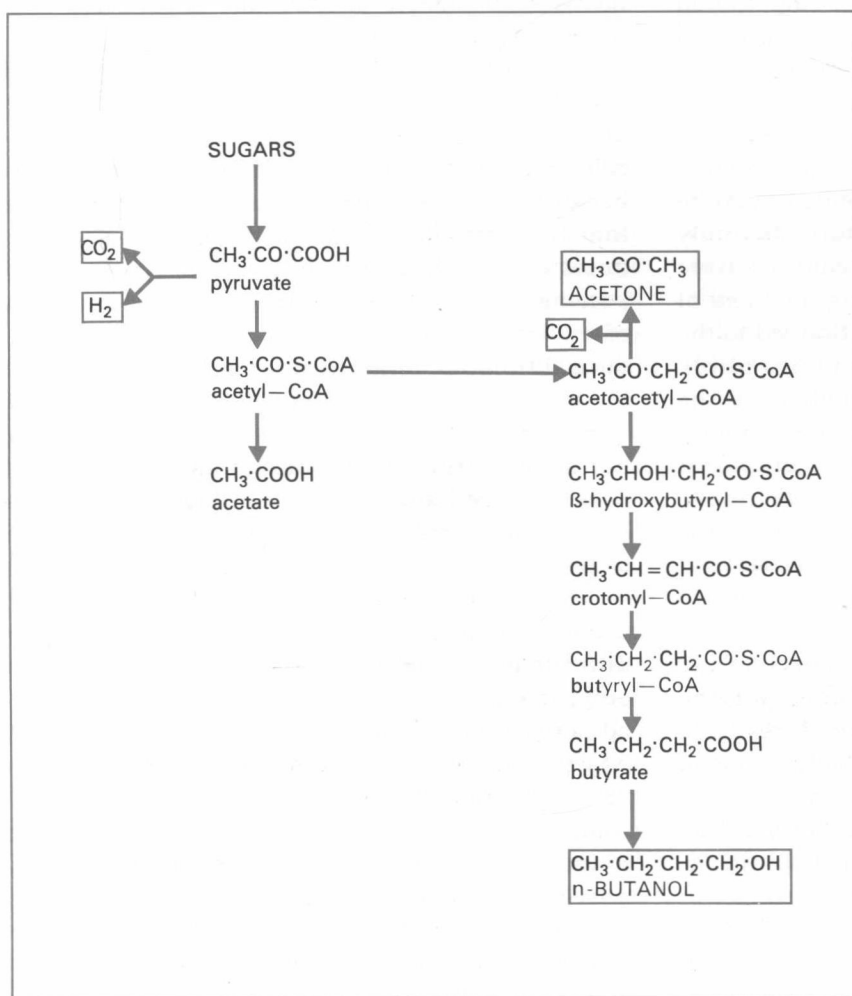 SUGARS
CO₂
H₂
CH₃·CO·COOH
pyruvate
CH₃·CO·S·CoA
acetyl—CoA
CH₃·COOH
acetate
CH₃·CO·CH₃
ACETONE
CO₂
CH₃·CO·CH₂·CO·S·CoA
acetoacetyl—CoA
CH₃·CHOH·CH₂·CO·S·CoA
ß-hydroxybutyryl—CoA
CH₃·CH=CH·CO·S·CoA
crotonyl—CoA
CH₃·CH₂·CH₂·CO·S·CoA
butyryl—CoA
CH₃·CH₂·CH₂·COOH
butyrate
CH₃·CH₂·CH₂·CH₂·OH
n-BUTANOL